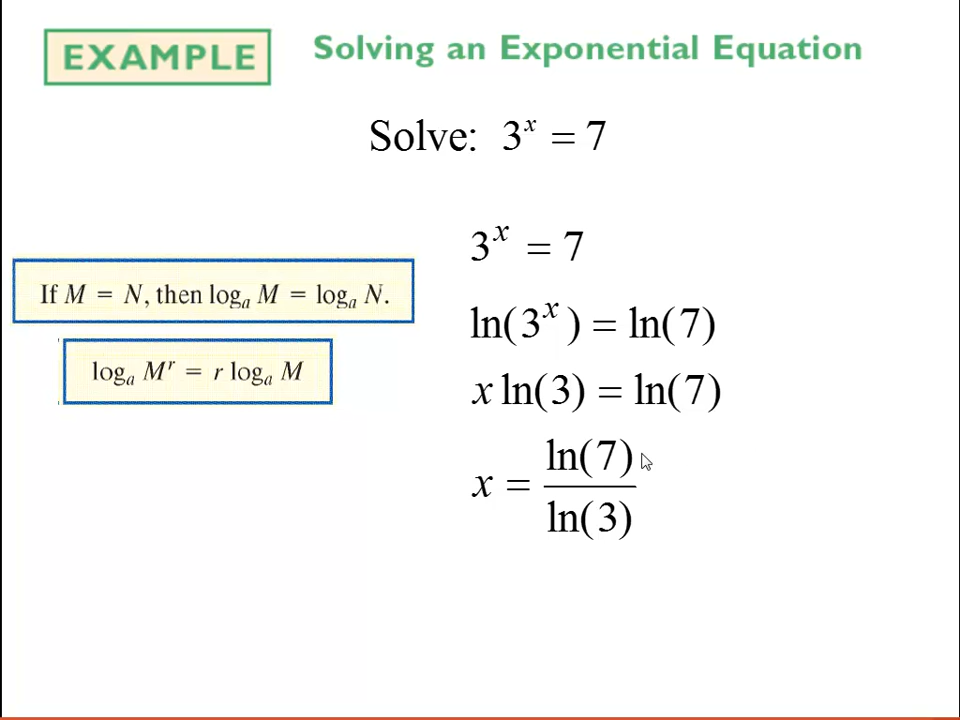 EXAMPLE
Solving an Exponential Equation
Solve: 3^x = 7
3^x = 7
If M = N, then log_a M = log_a N.
ln(3^x) = ln(7)
log_a M^r = r log_a M
x ln(3) = ln(7)
x = ln(7) / ln(3)